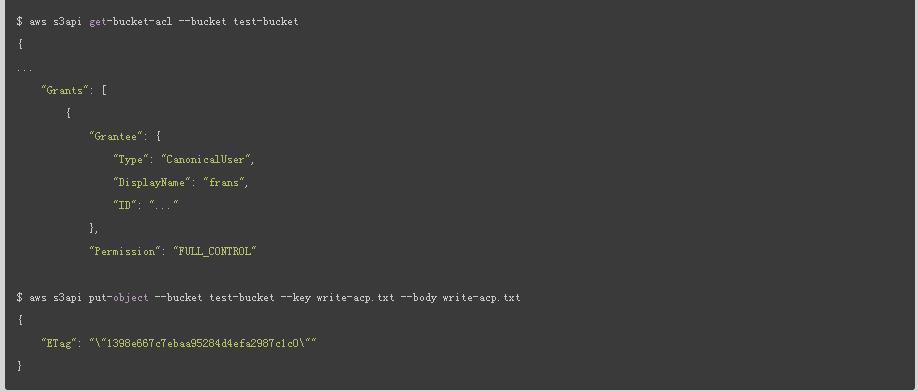 $ aws s3api get-bucket-acl --bucket test-bucket
{
...
"Grants": [
{
"Grantee": {
"Type": "CanonicalUser",
"DisplayName": "frans",
"ID": "..."
},
"Permission": "FULL_CONTROL"
$ aws s3api put-object --bucket test-bucket --key write-acp.txt --body write-acp.txt
{
"ETag": "\"1398e667c7ebaa95284d4efa2987c1c0\""
}